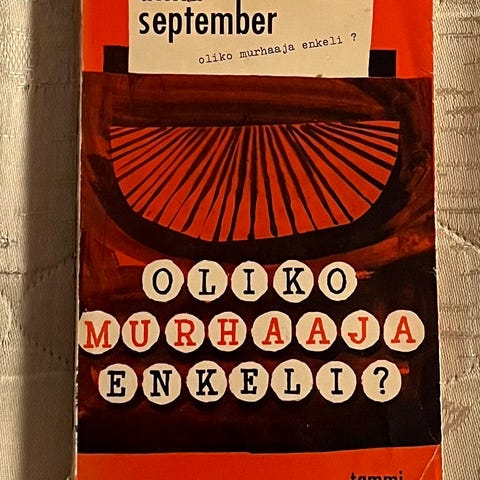 september
oliko murhaaja enkeli ?
OLIKO
MURHAAJA
ENKELI?
tammi